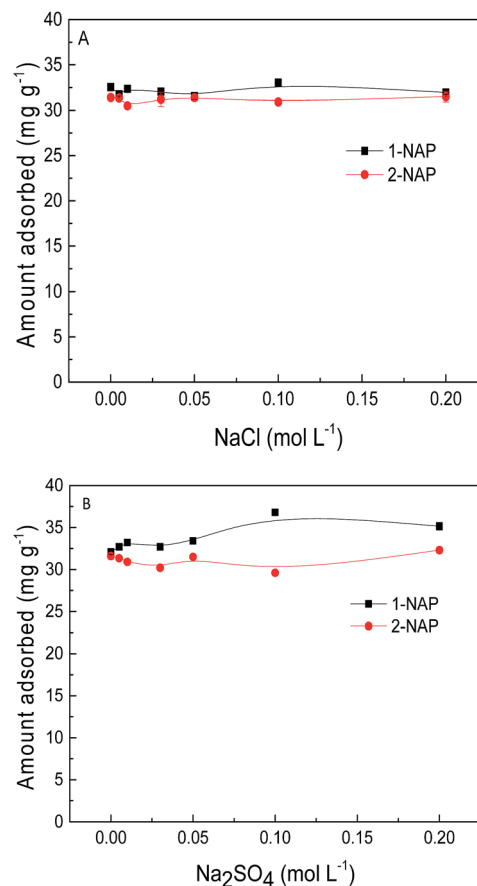 A
40
35
30
25
20
15
10
5
0
Amount adsorbed (mg g⁻¹)
1-NAP
2-NAP
0.00 0.05 0.10 0.15 0.20
NaCl (mol L⁻¹)
B
40
35
30
25
20
15
10
5
0
Amount adsorbed (mg g⁻¹)
1-NAP
2-NAP
0.00 0.05 0.10 0.15 0.20
Na₂SO₄ (mol L⁻¹)